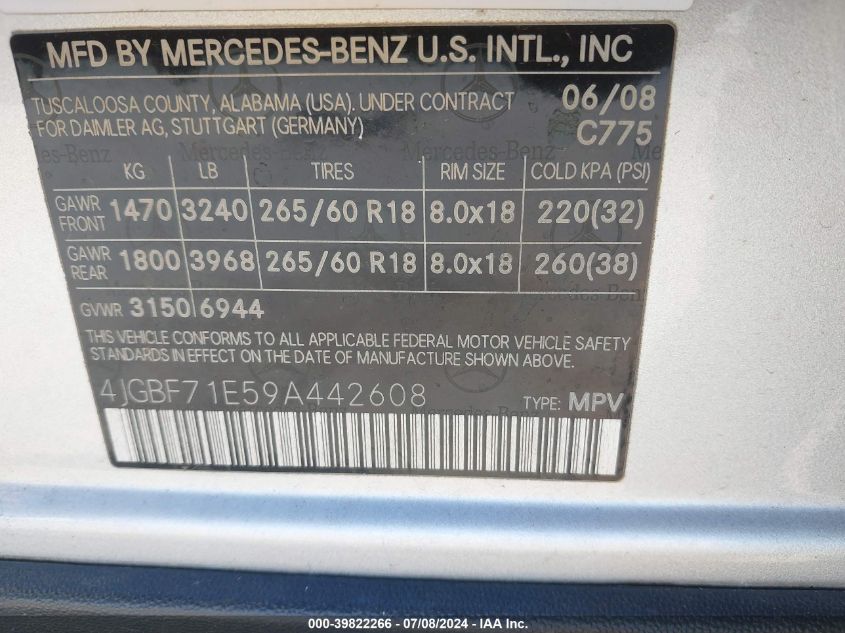 MFD BY MERCEDES-BENZ U.S. INTL., INC
TUSCALOOSA COUNTY, ALABAMA (USA). UNDER CONTRACT 06/08
FOR DAIMLER AG, STUTTGART (GERMANY) C775
KG LB TIRES RIM SIZE COLD KPA (PSI)
GAWR FRONT 1470 3240 265/60 R18 8.0x18 220(32)
GAWR REAR 1800 3968 265/60 R18 8.0x18 260(38)
GVWR 3150 6944
THIS VEHICLE CONFORMS TO ALL APPLICABLE FEDERAL MOTOR VEHICLE SAFETY
STANDARDS IN EFFECT ON THE DATE OF MANUFACTURE SHOWN ABOVE.
4JGBF71E59A442608 TYPE: MPV
000-39822266 - 07/08/2024 - IAA Inc.